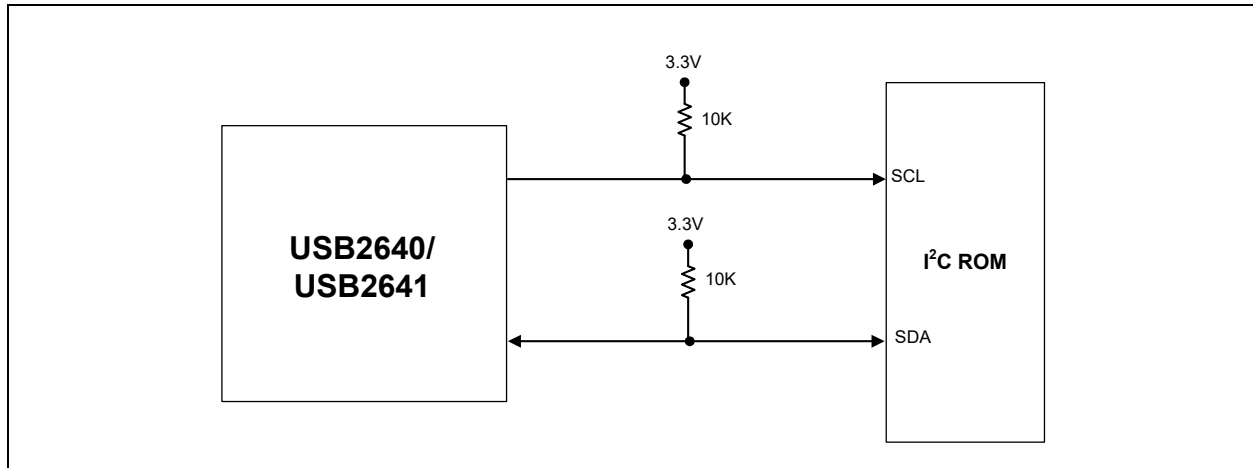 3.3V
10K
SCL
USB2640/
USB2641
3.3V
10K
I²C ROM
SDA